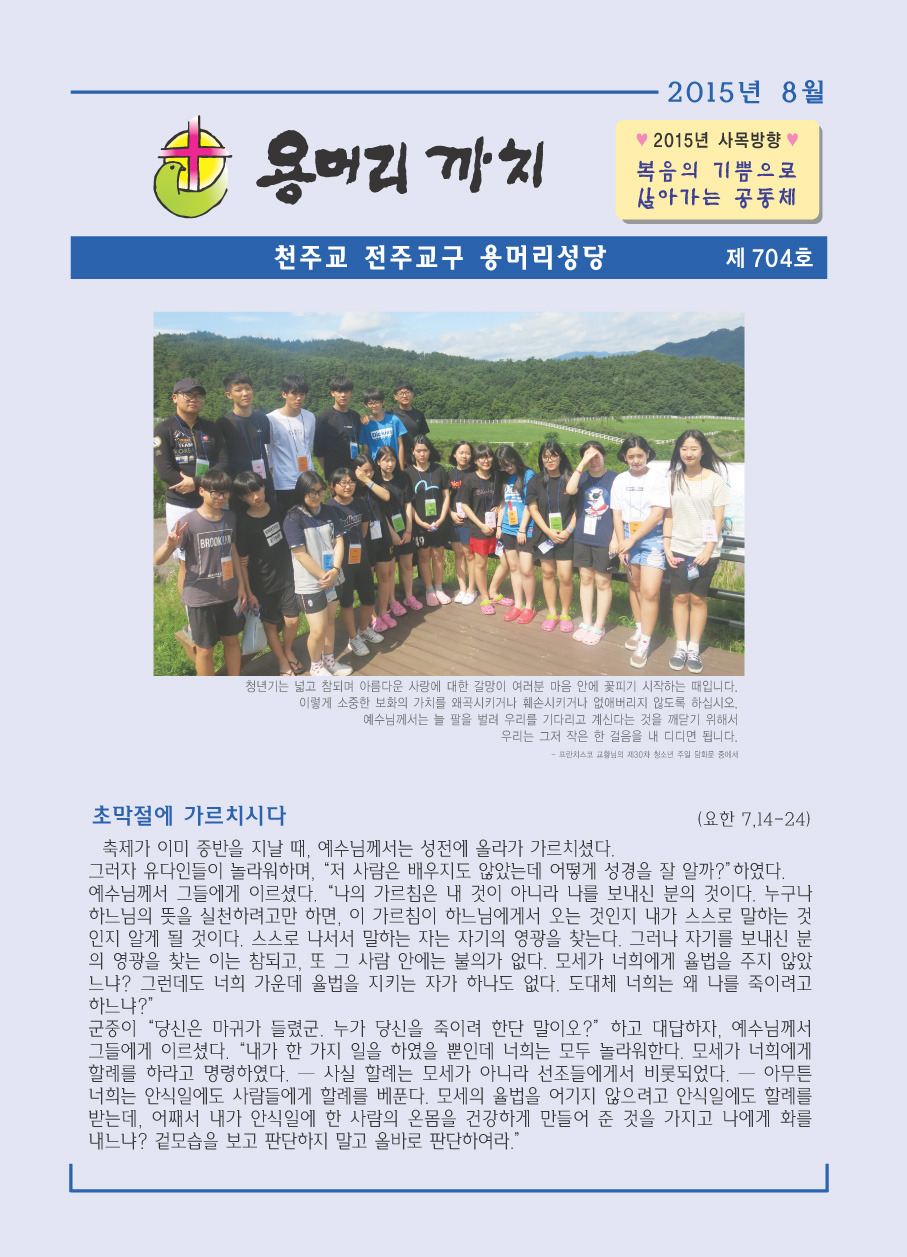 2015년 8월
용머리 까치
♥ 2015년 사목방향 ♥
복음의 기쁨으로
살아가는 공동체
천주교 전주교구 용머리성당
제 704호
BROOKLYN
청년기는 넓고 참되며 아름다운 사랑에 대한 갈망이 여러분 마음 안에 꽃피기 시작하는 때입니다.
이렇게 소중한 보화의 가치를 왜곡시키거나 훼손시키거나 없애버리지 않도록 하십시오.
예수님께서는 늘 팔을 벌려 우리를 기다리고 계신다는 것을 깨닫기 위해서
우리는 그저 작은 한 걸음을 내 디디면 됩니다.
- 프란치스코 교황님의 제30차 청소년 주일 담화문 중에서
초막절에 가르치시다
(요한 7,14-24)
축제가 이미 중반을 지날 때, 예수님께서는 성전에 올라가 가르치셨다.
그러자 유다인들이 놀라워하며, “저 사람은 배우지도 않았는데 어떻게 성경을 잘 알까?”하였다.
예수님께서 그들에게 이르셨다. “나의 가르침은 내 것이 아니라 나를 보내신 분의 것이다. 누구나
하느님의 뜻을 실천하려고만 하면, 이 가르침이 하느님에게서 오는 것인지 내가 스스로 말하는 것
인지 알게 될 것이다. 스스로 나서서 말하는 자는 자기의 영광을 찾는다. 그러나 자기를 보내신 분
의 영광을 찾는 이는 참되고, 또 그 사람 안에는 불의가 없다. 모세가 너희에게 율법을 주지 않았
느냐? 그런데도 너희 가운데 율법을 지키는 자가 하나도 없다. 도대체 너희는 왜 나를 죽이려고
하느냐?”
군중이 “당신은 마귀가 들렸군. 누가 당신을 죽이려 한단 말이오?” 하고 대답하자, 예수님께서
그들에게 이르셨다. “내가 한 가지 일을 하였을 뿐인데 너희는 모두 놀라워한다. 모세가 너희에게
할례를 하라고 명령하였다. — 사실 할례는 모세가 아니라 선조들에게서 비롯되었다. — 아무튼
너희는 안식일에도 사람들에게 할례를 베푼다. 모세의 율법을 어기지 않으려고 안식일에도 할례를
받는데, 어째서 내가 안식일에 한 사람의 온몸을 건강하게 만들어 준 것을 가지고 나에게 화를
내느냐? 겉모습을 보고 판단하지 말고 올바로 판단하여라.”